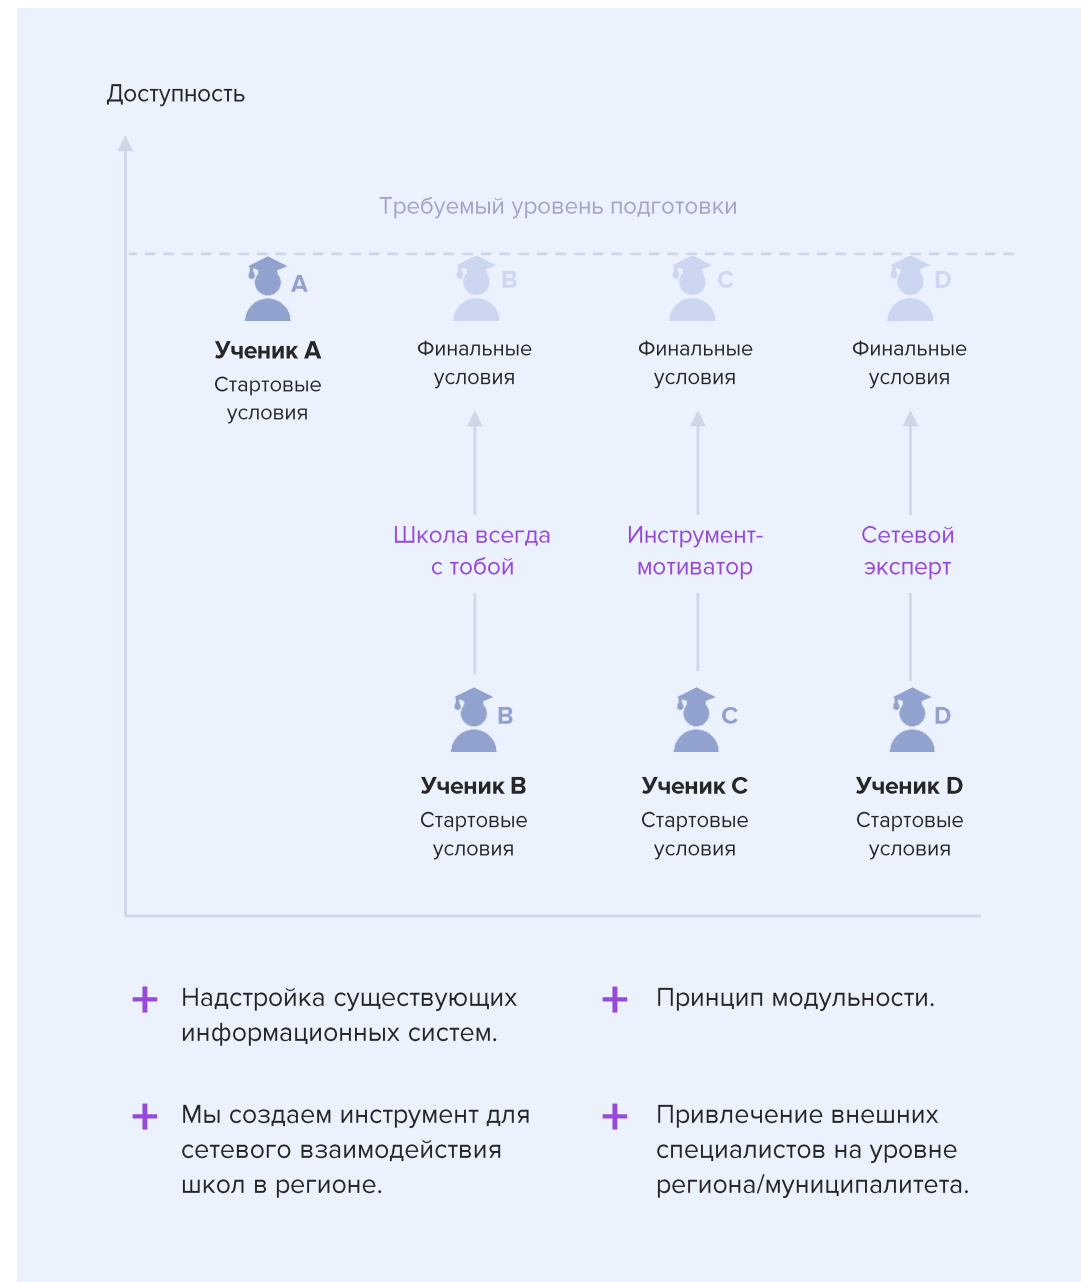 Доступность
Требуемый уровень подготовки
A
B
C
D
Ученик A
Стартовые
условия
Финальные
условия
Финальные
условия
Финальные
условия
Школа всегда
с тобой
Инструмент-
мотиватор
Сетевой
эксперт
B
C
D
Ученик B
Стартовые
условия
Ученик C
Стартовые
условия
Ученик D
Стартовые
условия
+ Надстройка существующих
информационных систем.
+ Принцип модульности.
+ Мы создаем инструмент для
сетевого взаимодействия
школ в регионе.
+ Привлечение внешних
специалистов на уровне
региона/муниципалитета.